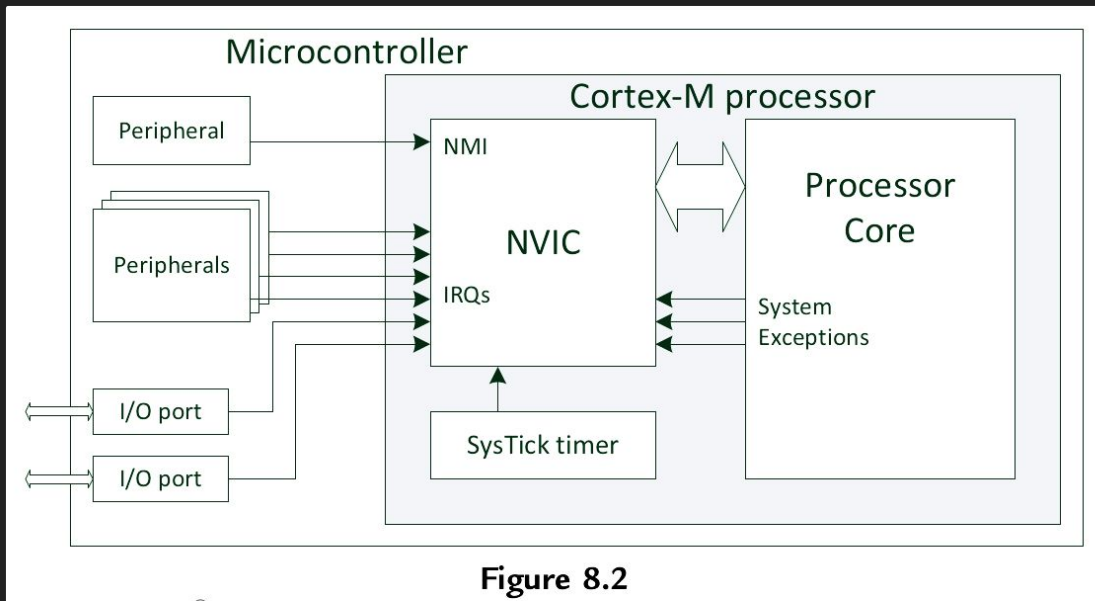 Microcontroller
Cortex-M processor
Peripheral
NMI
Processor
Core
NVIC
Peripherals
IRQs
System
Exceptions
I/O port
SysTick timer
I/O port
Figure 8.2